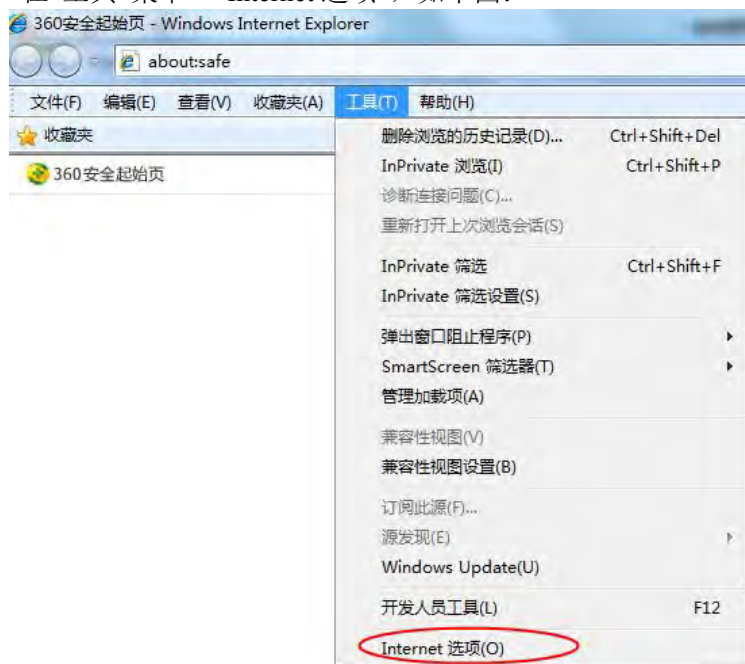 360安全起始页 - Windows Internet Explorer
about:safe
文件(F) 编辑(E) 查看(V) 收藏夹(A) 工具(T) 帮助(H)
收藏夹
360安全起始页
删除浏览的历史记录(D)... Ctrl+Shift+Del
InPrivate 浏览(I) Ctrl+Shift+P
诊断连接问题(C)...
重新打开上次浏览会话(S)
InPrivate 筛选 Ctrl+Shift+F
InPrivate 筛选设置(S)
弹出窗口阻止程序(P)
SmartScreen 筛选器(T)
管理加载项(A)
兼容性视图(V)
兼容性视图设置(B)
订阅此源(F)...
源发现(E)
Windows Update(U)
开发人员工具(L) F12
Internet 选项(O)